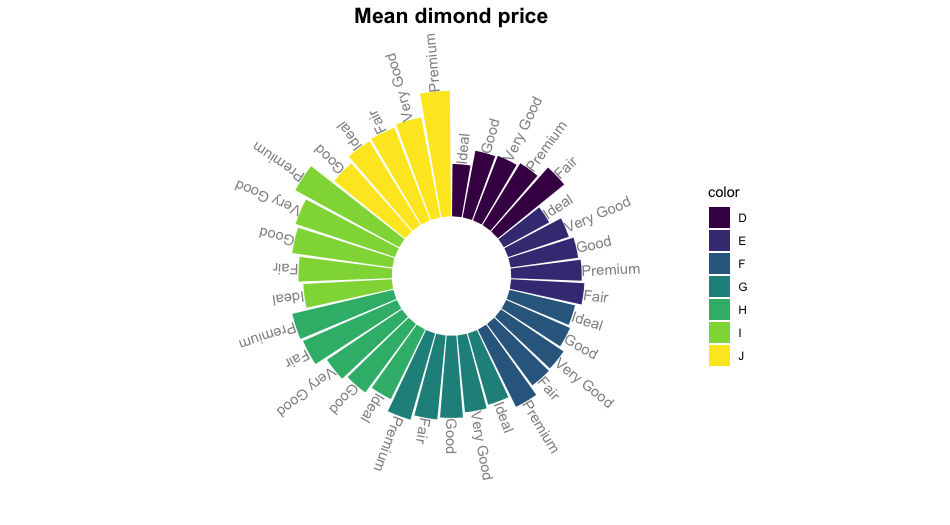 Mean dimond price
Ideal
Good
Very Good
Premium
Fair
Ideal
Very Good
Good
Premium
Fair
Ideal
Good
Very Good
Fair
Premium
Ideal
Very Good
Good
Fair
Premium
Ideal
Good
Very Good
Fair
Premium
Ideal
Fair
Good
Very Good
Premium
Good
Ideal
Fair
Very Good
Premium
color
D
E
F
G
H
I
J